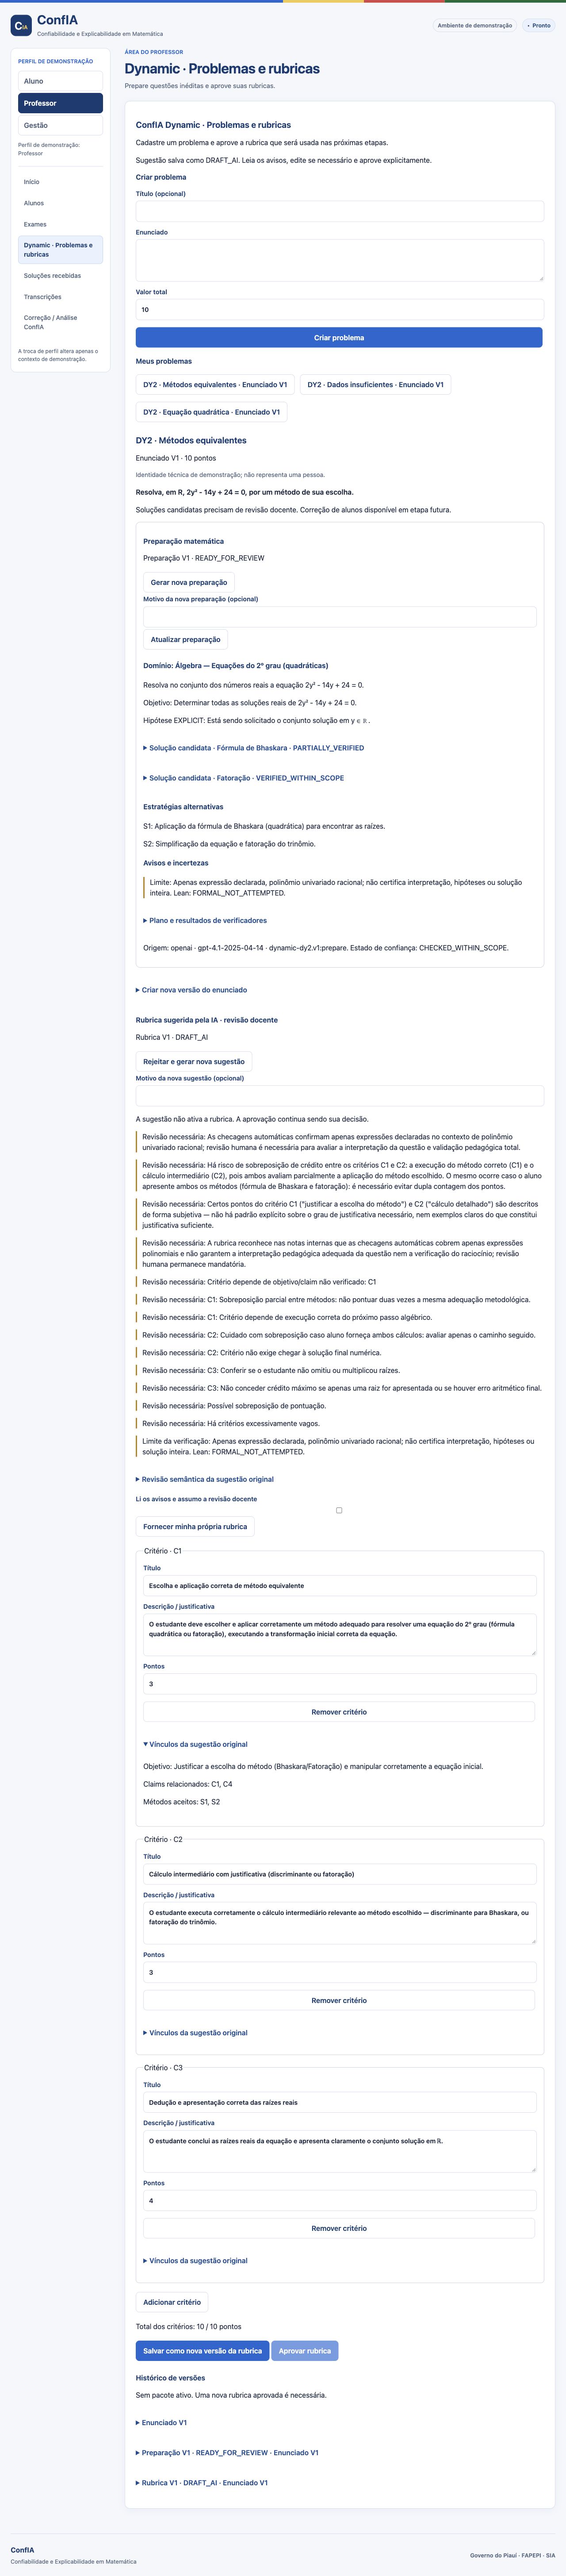 CIA
ConfIA
Confiabilidade e Explicabilidade em Matemática
Ambiente de demonstração
• Pronto
PERFIL DE DEMONSTRAÇÃO
Aluno
Professor
Gestão
Perfil de demonstração:
Professor
Início
Alunos
Exames
Dynamic · Problemas e
rubricas
Soluções recebidas
Transcrições
Correção / Análise
ConfIA
A troca de perfil altera apenas o
contexto de demonstração.
ÁREA DO PROFESSOR
Dynamic · Problemas e rubricas
Prepare questões inéditas e aprove suas rubricas.
ConfIA Dynamic · Problemas e rubricas
Cadastre um problema e aprove a rubrica que será usada nas próximas etapas.
Sugestão salva como DRAFT_AI. Leia os avisos, edite se necessário e aprove explicitamente.
Criar problema
Título (opcional)
Enunciado
Valor total
10
Criar problema
Meus problemas
DY2 · Métodos equivalentes · Enunciado V1
DY2 · Dados insuficientes · Enunciado V1
DY2 · Equação quadrática · Enunciado V1
DY2 · Métodos equivalentes
Enunciado V1 · 10 pontos
Identidade técnica de demonstração; não representa uma pessoa.
Resolva, em R, 2y² - 14y + 24 = 0, por um método de sua escolha.
Soluções candidatas precisam de revisão docente. Correção de alunos disponível em etapa futura.
Preparação matemática
Preparação V1 · READY_FOR_REVIEW
Gerar nova preparação
Motivo da nova preparação (opcional)
Atualizar preparação
Domínio: Álgebra — Equações do 2º grau (quadráticas)
Resolva no conjunto dos números reais a equação 2y² - 14y + 24 = 0.
Objetivo: Determinar todas as soluções reais de 2y² - 14y + 24 = 0.
Hipótese EXPLICIT: Está sendo solicitado o conjunto solução em y ∈ ℝ.
▶ Solução candidata · Fórmula de Bhaskara · PARTIALLY_VERIFIED
▶ Solução candidata · Fatoração · VERIFIED_WITHIN_SCOPE
Estratégias alternativas
S1: Aplicação da fórmula de Bhaskara (quadrática) para encontrar as raízes.
S2: Simplificação da equação e fatoração do trinômio.
Avisos e incertezas
Limite: Apenas expressão declarada, polinômio univariado racional; não certifica interpretação, hipóteses ou solução
inteira. Lean: FORMAL_NOT_ATTEMPTED.
▶ Plano e resultados de verificadores
Origem: openai · gpt-4.1-2025-04-14 · dynamic-dy2.v1:prepare. Estado de confiança: CHECKED_WITHIN_SCOPE.
▶ Criar nova versão do enunciado
Rubrica sugerida pela IA · revisão docente
Rubrica V1 · DRAFT_AI
Rejeitar e gerar nova sugestão
Motivo da nova sugestão (opcional)
A sugestão não ativa a rubrica. A aprovação continua sendo sua decisão.
Revisão necessária: As checagens automáticas confirmam apenas expressões declaradas no contexto de polinômio
univariado racional; revisão humana é necessária para avaliar a interpretação da questão e validação pedagógica total.
Revisão necessária: Há risco de sobreposição de crédito entre os critérios C1 e C2: a execução do método correto (C1) e o
cálculo intermediário (C2), pois ambos avaliam parcialmente a aplicação do método escolhido. O mesmo ocorre caso o aluno
apresente ambos os métodos (fórmula de Bhaskara e fatoração): é necessário evitar dupla contagem dos pontos.
Revisão necessária: Certos pontos do critério C1 ("justificar a escolha do método") e C2 ("cálculo detalhado") são descritos
de forma subjetiva — não há padrão explícito sobre o grau de justificativa necessário, nem exemplos claros do que constitui
justificativa suficiente.
Revisão necessária: A rubrica reconhece nas notas internas que as checagens automáticas cobrem apenas expressões
polinomiais e não garantem a interpretação pedagógica adequada da questão nem a verificação do raciocínio; revisão
humana permanece mandatória.
Revisão necessária: Critério depende de objetivo/claim não verificado: C1
Revisão necessária: C1: Sobreposição parcial entre métodos: não pontuar duas vezes a mesma adequação metodológica.
Revisão necessária: C1: Critério depende de execução correta do próximo passo algébrico.
Revisão necessária: C2: Cuidado com sobreposição caso aluno forneça ambos cálculos: avaliar apenas o caminho seguido.
Revisão necessária: C2: Critério não exige chegar à solução final numérica.
Revisão necessária: C3: Conferir se o estudante não omitiu ou multiplicou raízes.
Revisão necessária: C3: Não conceder crédito máximo se apenas uma raiz for apresentada ou se houver erro aritmético final.
Revisão necessária: Possível sobreposição de pontuação.
Revisão necessária: Há critérios excessivamente vagos.
Limite da verificação: Apenas expressão declarada, polinômio univariado racional; não certifica interpretação, hipóteses ou
solução inteira. Lean: FORMAL_NOT_ATTEMPTED.
▶ Revisão semântica da sugestão original
Li os avisos e assumo a revisão docente
Fornecer minha própria rubrica
Critério · C1
Título
Escolha e aplicação correta de método equivalente
Descrição / justificativa
O estudante deve escolher e aplicar corretamente um método adequado para resolver uma equação do 2º grau (fórmula
quadrática ou fatoração), executando a transformação inicial correta da equação.
Pontos
3
Remover critério
▼ Vínculos da sugestão original
Objetivo: Justificar a escolha do método (Bhaskara/Fatoração) e manipular corretamente a equação inicial.
Claims relacionados: C1, C4
Métodos aceitos: S1, S2
Critério · C2
Título
Cálculo intermediário com justificativa (discriminante ou fatoração)
Descrição / justificativa
O estudante executa corretamente o cálculo intermediário relevante ao método escolhido — discriminante para Bhaskara, ou
fatoração do trinômio.
Pontos
3
Remover critério
▶ Vínculos da sugestão original
Critério · C3
Título
Dedução e apresentação correta das raízes reais
Descrição / justificativa
O estudante conclui as raízes reais da equação e apresenta claramente o conjunto solução em ℝ.
Pontos
4
Remover critério
▶ Vínculos da sugestão original
Adicionar critério
Total dos critérios: 10 / 10 pontos
Salvar como nova versão da rubrica
Aprovar rubrica
Histórico de versões
Sem pacote ativo. Uma nova rubrica aprovada é necessária.
▶ Enunciado V1
▶ Preparação V1 · READY_FOR_REVIEW · Enunciado V1
▶ Rubrica V1 · DRAFT_AI · Enunciado V1
ConfIA
Confiabilidade e Explicabilidade em Matemática
Governo do Piauí · FAPEPI · SIA